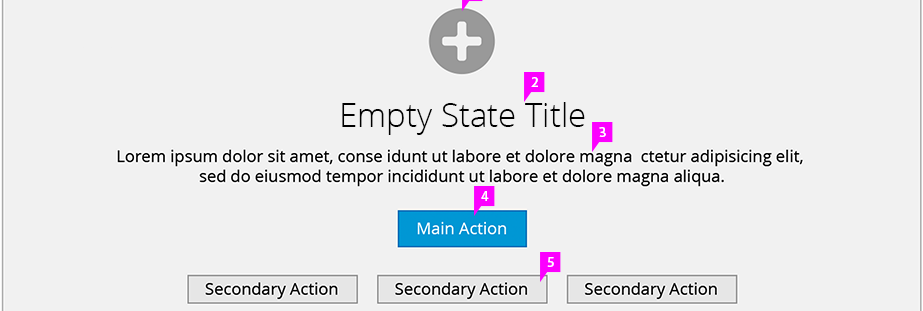 2
Empty State Title
3
Lorem ipsum dolor sit amet, conse idunt ut labore et dolore magna ctetur adipisicing elit,
sed do eiusmod tempor incididunt ut labore et dolore magna aliqua.
4
Main Action
5
Secondary Action Secondary Action Secondary Action